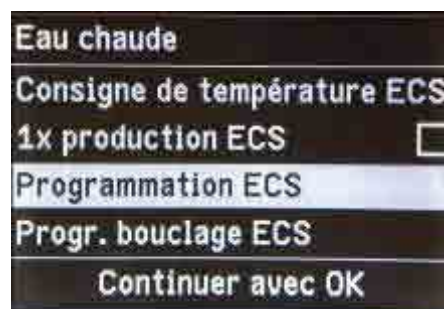 Eau chaude
Consigne de température ECS
1x production ECS
Programmation ECS
Progr. bouclage ECS
Continuer avec OK